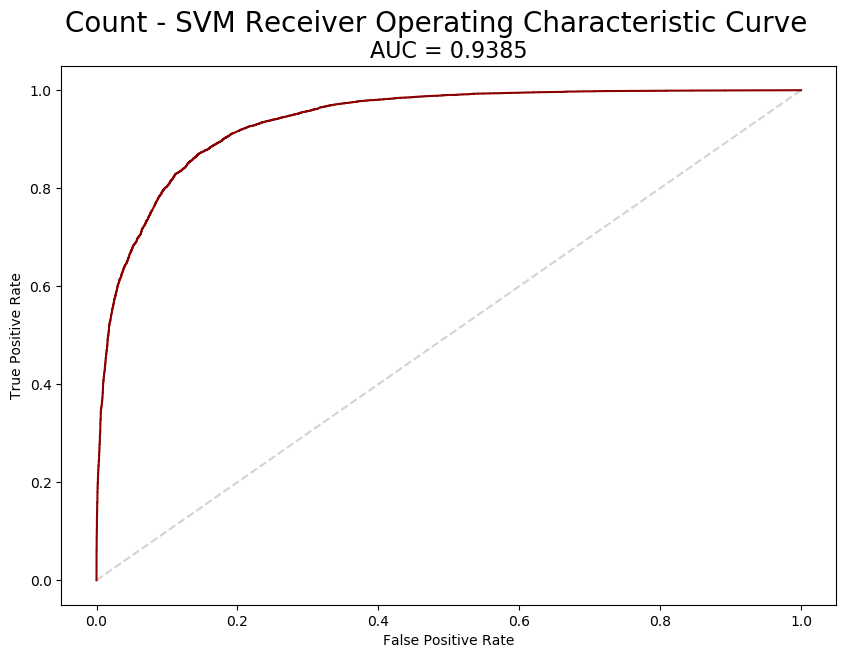 Count - SVM Receiver Operating Characteristic Curve
AUC = 0.9385
True Positive Rate
1.0
0.8
0.6
0.4
0.2
0.0
0.0 0.2 0.4 0.6 0.8 1.0
False Positive Rate